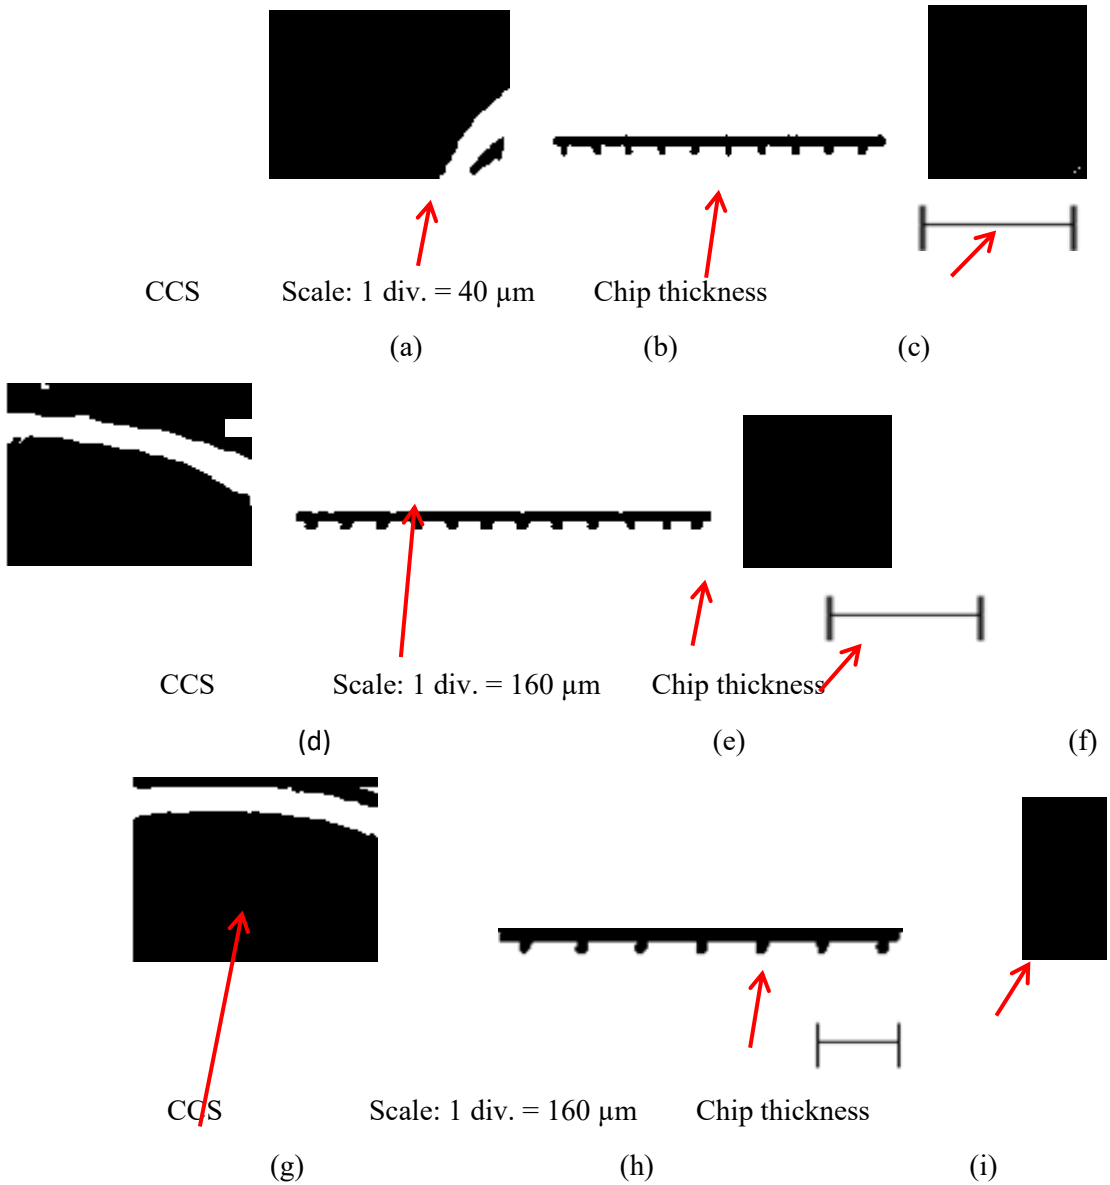 CCS Scale: 1 div. = 40 µm Chip thickness
(a) (b) (c)
CCS Scale: 1 div. = 160 µm Chip thickness
(d) (e) (f)
CCS Scale: 1 div. = 160 µm Chip thickness
(g) (h) (i)